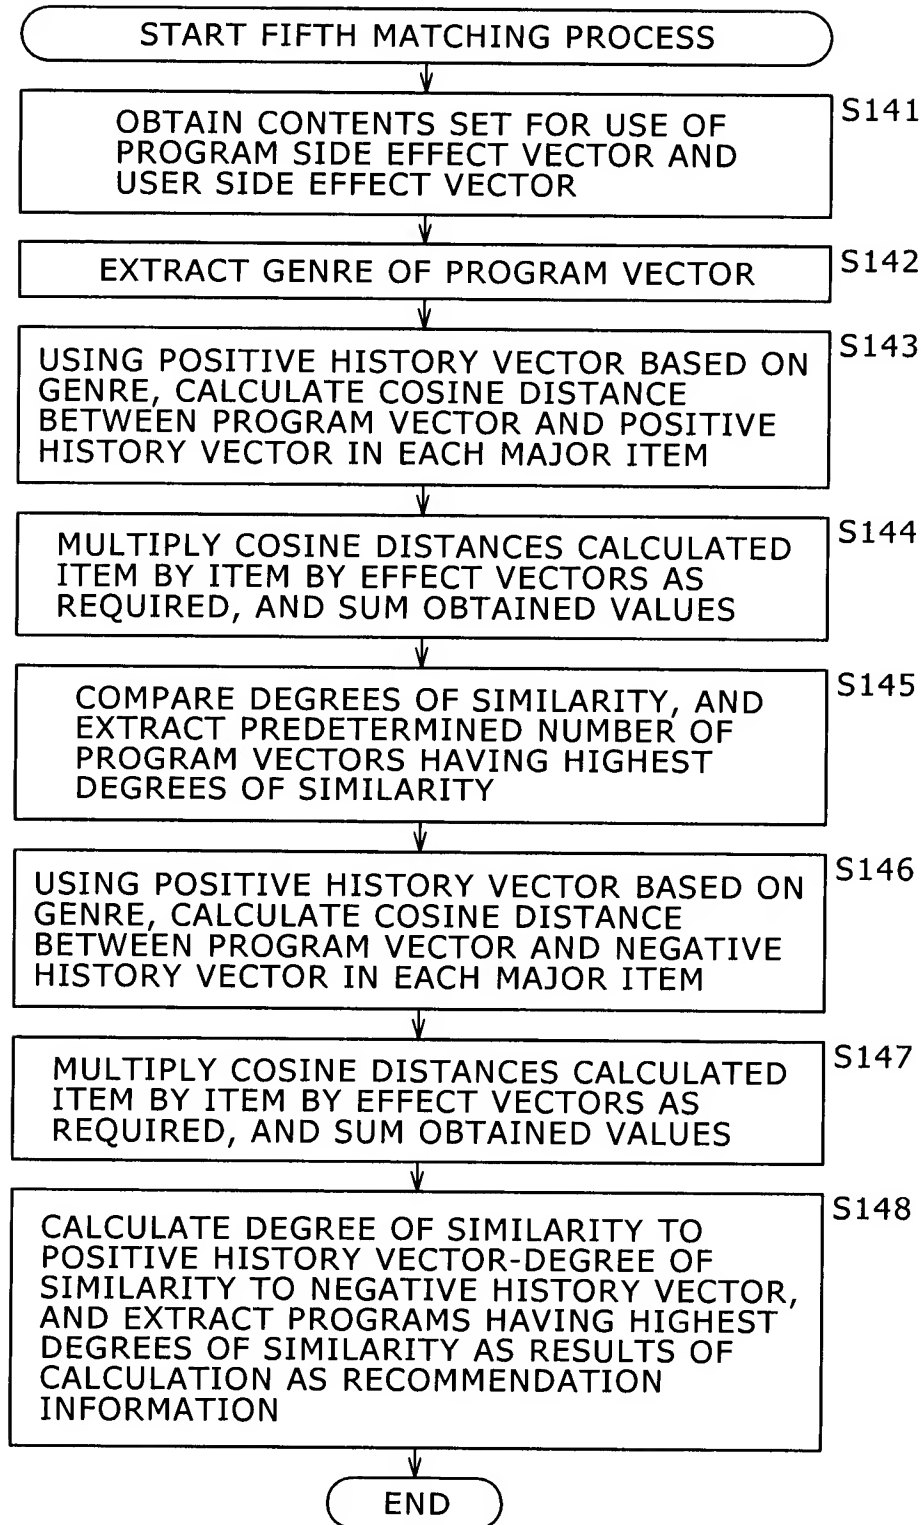 START FIFTH MATCHING PROCESS
S141
OBTAIN CONTENTS SET FOR USE OF
PROGRAM SIDE EFFECT VECTOR AND
USER SIDE EFFECT VECTOR
S142
EXTRACT GENRE OF PROGRAM VECTOR
S143
USING POSITIVE HISTORY VECTOR BASED ON
GENRE, CALCULATE COSINE DISTANCE
BETWEEN PROGRAM VECTOR AND POSITIVE
HISTORY VECTOR IN EACH MAJOR ITEM
S144
MULTIPLY COSINE DISTANCES CALCULATED
ITEM BY ITEM BY EFFECT VECTORS AS
REQUIRED, AND SUM OBTAINED VALUES
S145
COMPARE DEGREES OF SIMILARITY, AND
EXTRACT PREDETERMINED NUMBER OF
PROGRAM VECTORS HAVING HIGHEST
DEGREES OF SIMILARITY
S146
USING POSITIVE HISTORY VECTOR BASED ON
GENRE, CALCULATE COSINE DISTANCE
BETWEEN PROGRAM VECTOR AND NEGATIVE
HISTORY VECTOR IN EACH MAJOR ITEM
S147
MULTIPLY COSINE DISTANCES CALCULATED
ITEM BY ITEM BY EFFECT VECTORS AS
REQUIRED, AND SUM OBTAINED VALUES
S148
CALCULATE DEGREE OF SIMILARITY TO
POSITIVE HISTORY VECTOR-DEGREE OF
SIMILARITY TO NEGATIVE HISTORY VECTOR,
AND EXTRACT PROGRAMS HAVING HIGHEST
DEGREES OF SIMILARITY AS RESULTS OF
CALCULATION AS RECOMMENDATION
INFORMATION
END